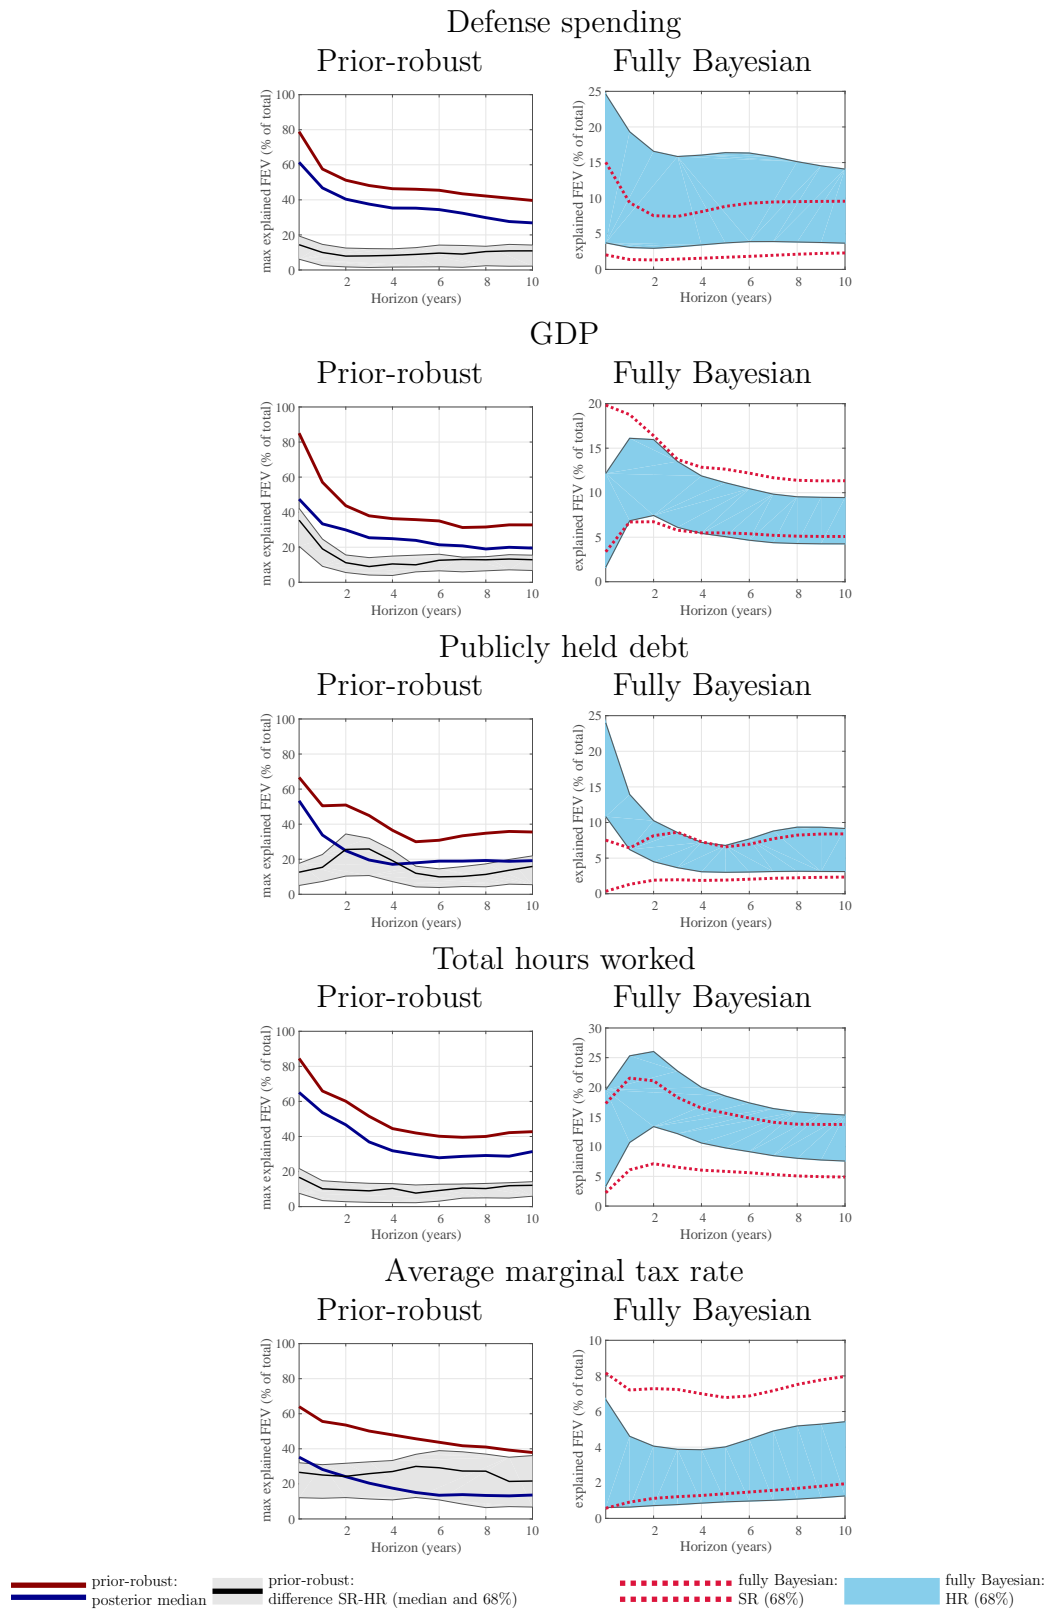 Defense spending
Prior-robust
Fully Bayesian
max explained FEV (% of total)
100
80
60
40
20
0
2 4 6 8 10
Horizon (years)
explained FEV (% of total)
25
20
15
10
5
0
2 4 6 8 10
Horizon (years)
GDP
Prior-robust
Fully Bayesian
max explained FEV (% of total)
100
80
60
40
20
0
2 4 6 8 10
Horizon (years)
explained FEV (% of total)
20
15
10
5
0
2 4 6 8 10
Horizon (years)
Publicly held debt
Prior-robust
Fully Bayesian
max explained FEV (% of total)
100
80
60
40
20
0
2 4 6 8 10
Horizon (years)
explained FEV (% of total)
25
20
15
10
5
0
2 4 6 8 10
Horizon (years)
Total hours worked
Prior-robust
Fully Bayesian
max explained FEV (% of total)
100
80
60
40
20
0
2 4 6 8 10
Horizon (years)
explained FEV (% of total)
30
25
20
15
10
5
0
2 4 6 8 10
Horizon (years)
Average marginal tax rate
Prior-robust
Fully Bayesian
max explained FEV (% of total)
100
80
60
40
20
0
2 4 6 8 10
Horizon (years)
explained FEV (% of total)
10
8
6
4
2
0
2 4 6 8 10
Horizon (years)
prior-robust:
posterior median
prior-robust:
difference SR-HR (median and 68%)
fully Bayesian:
SR (68%)
fully Bayesian:
HR (68%)